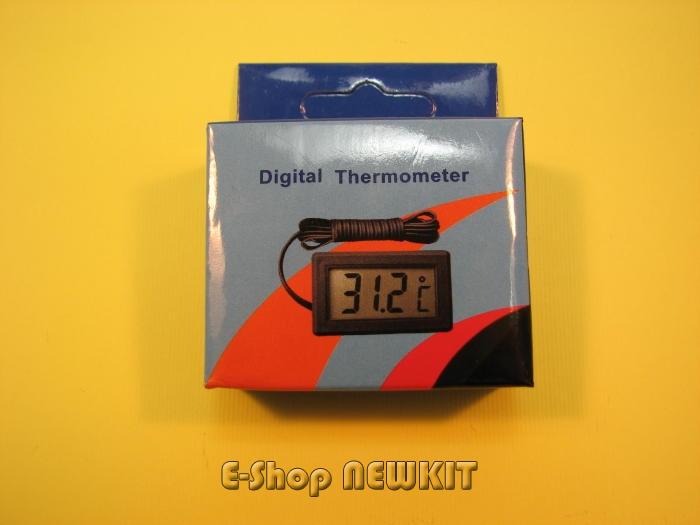 Digital Thermometer
31.2°C
E-Shop NEWKIT